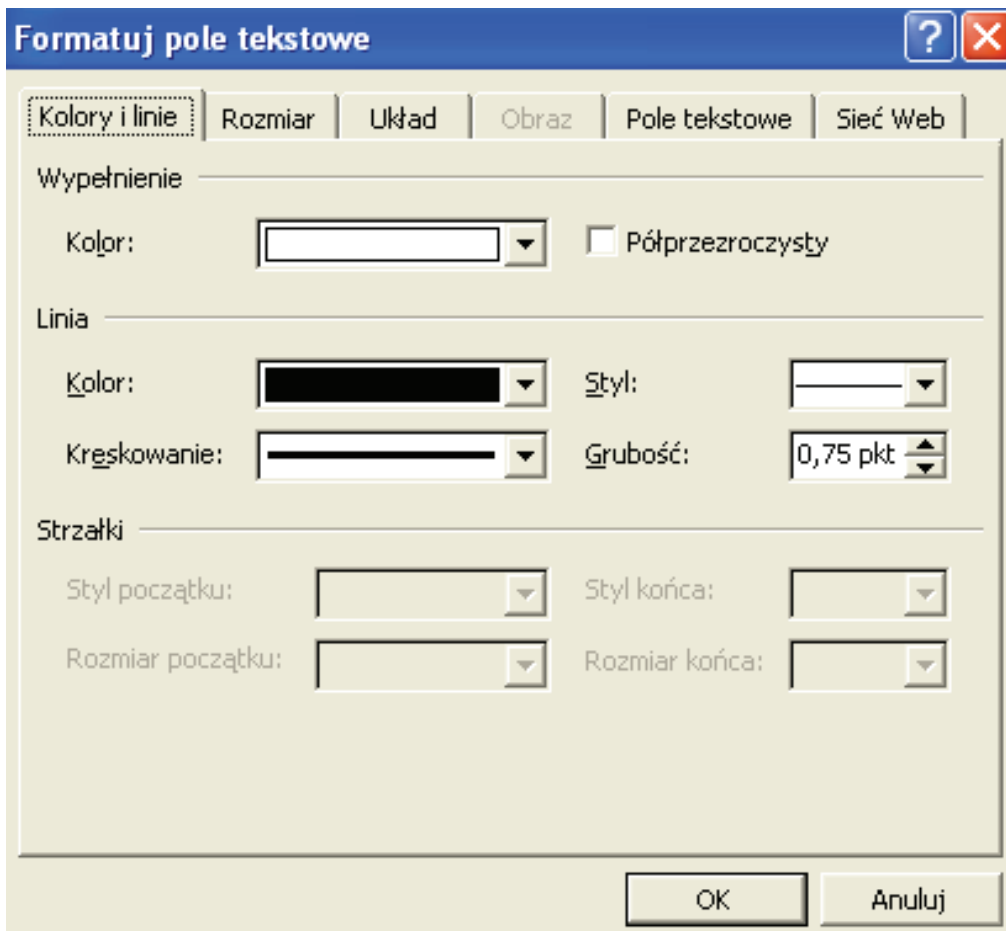 Formatuj pole tekstowe
Kolory i linie Rozmiar Układ Obraz Pole tekstowe Sieć Web
Wypełnienie
Kolor: Półprzezroczysty
Linia
Kolor: Styl:
Kreskowanie: Grubość: 0,75 pkt
Strzałki
Styl początku: Styl końca:
Rozmiar początku: Rozmiar końca:
OK Anuluj